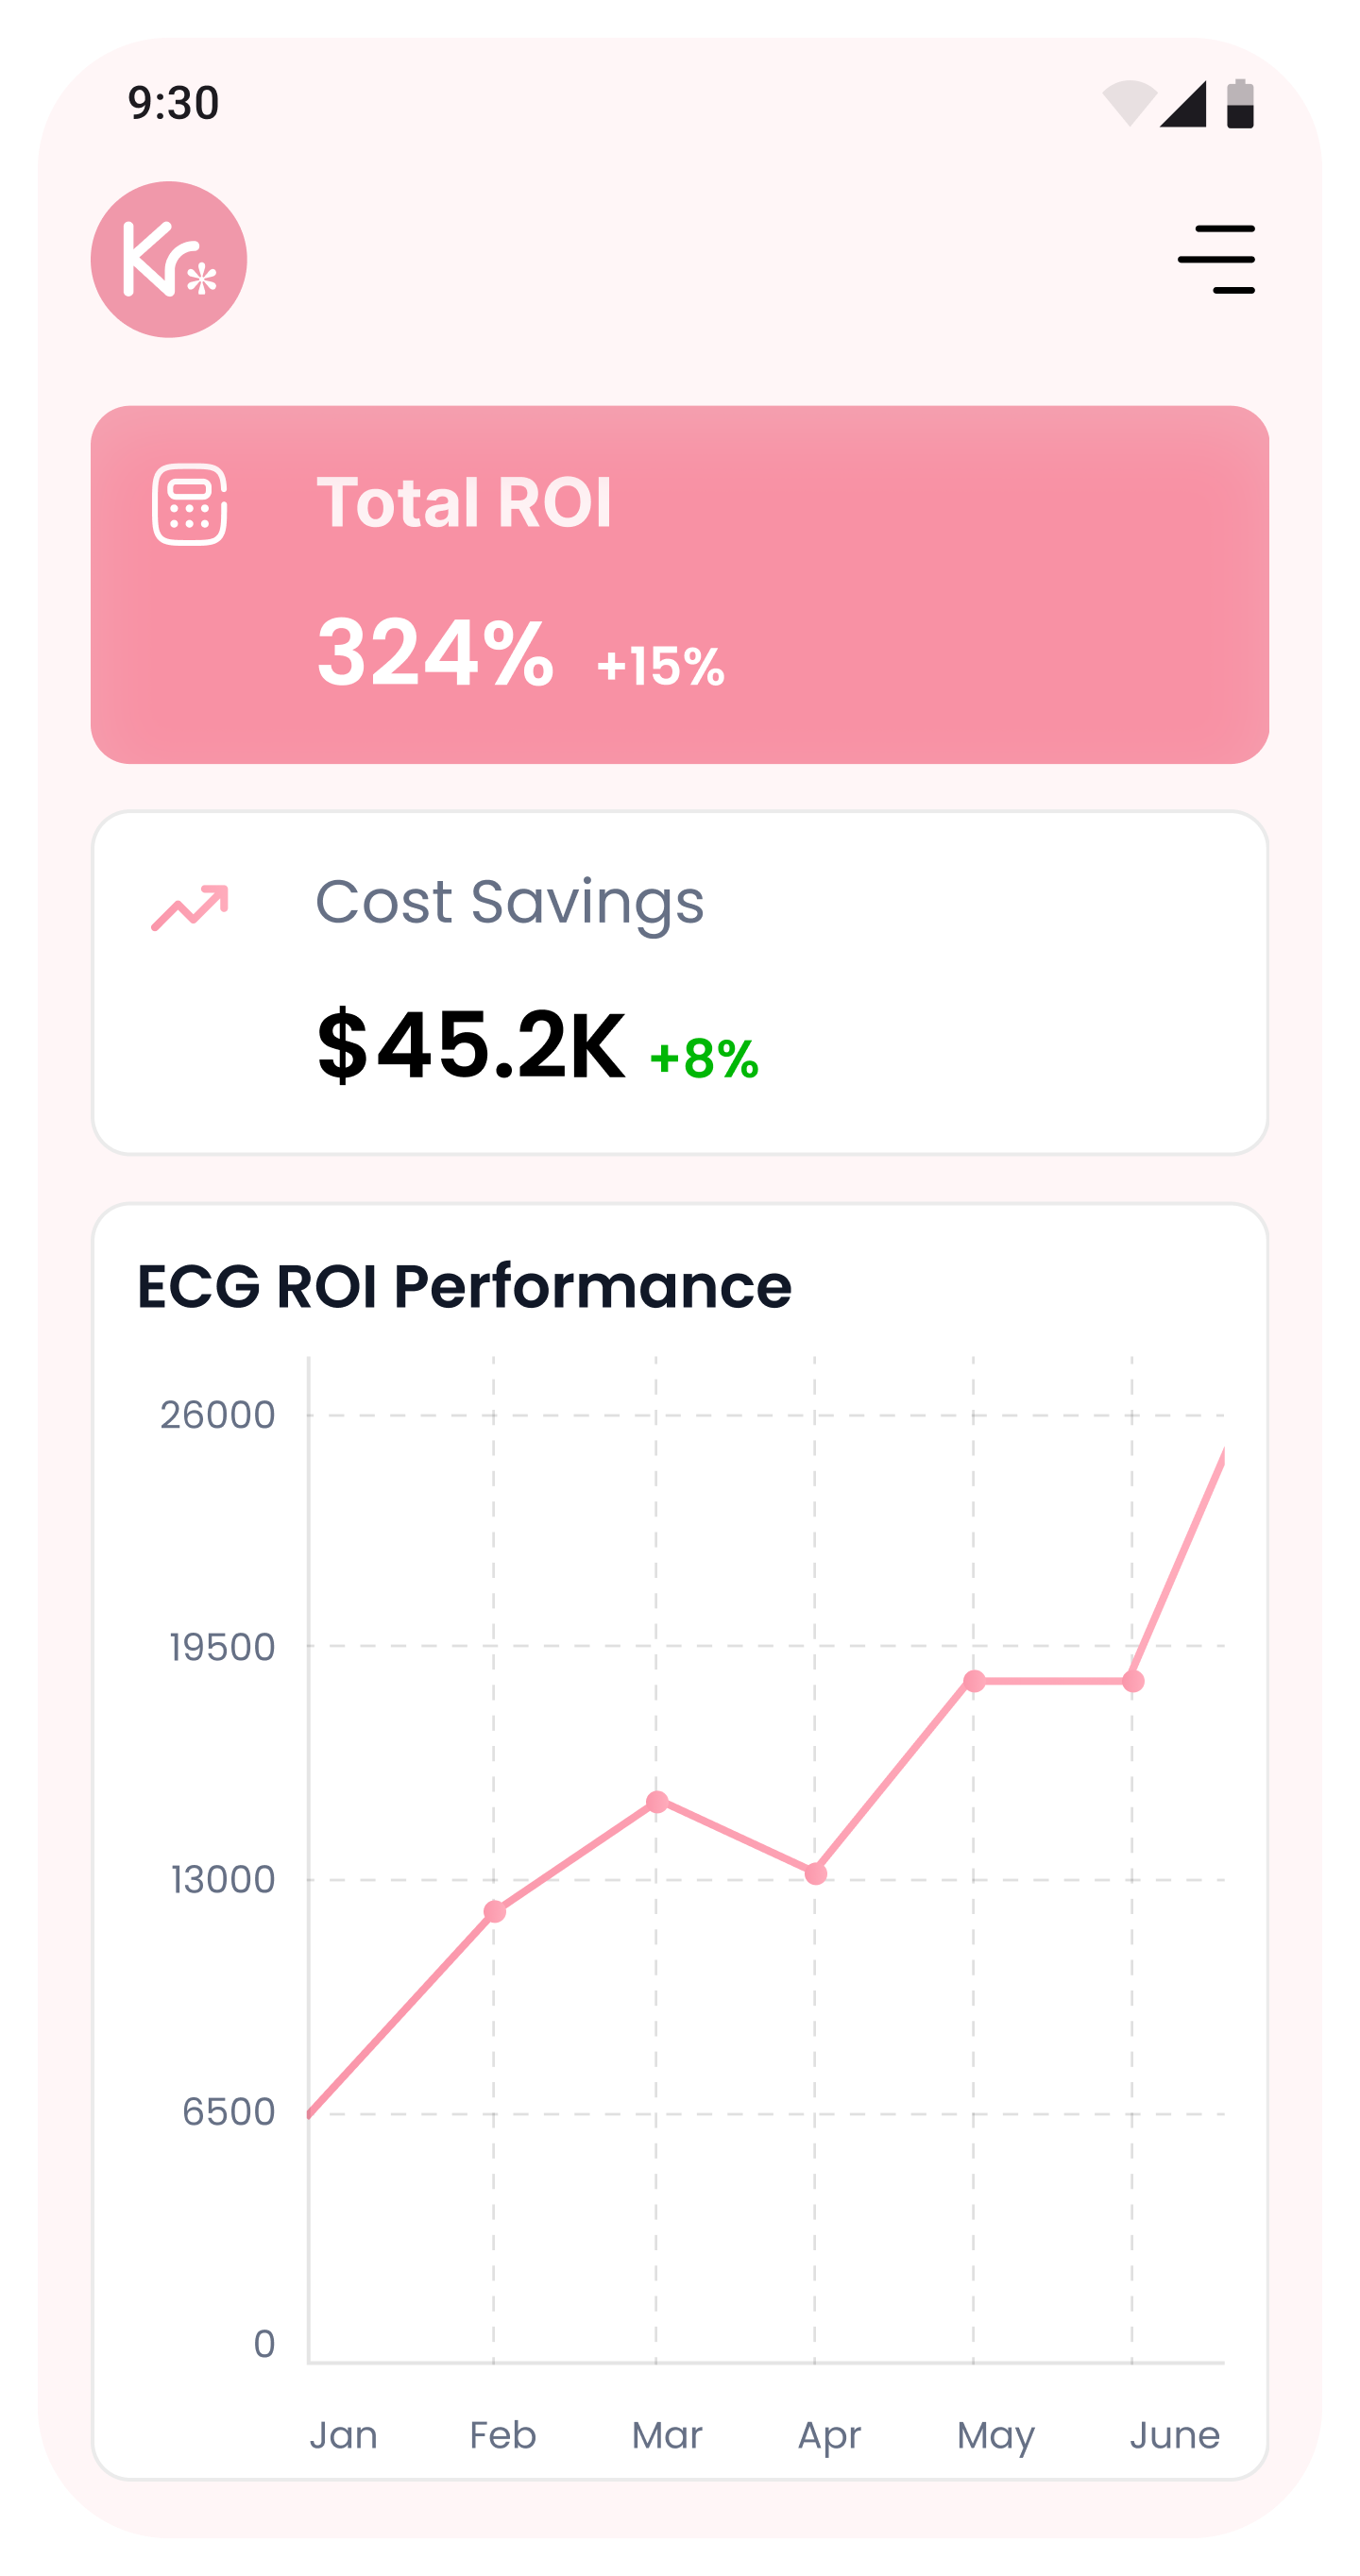 9:30
Kr*
Total ROI
324% +15%
Cost Savings
$45.2K +8%
ECG ROI Performance
26000
19500
13000
6500
0
Jan Feb Mar Apr May June